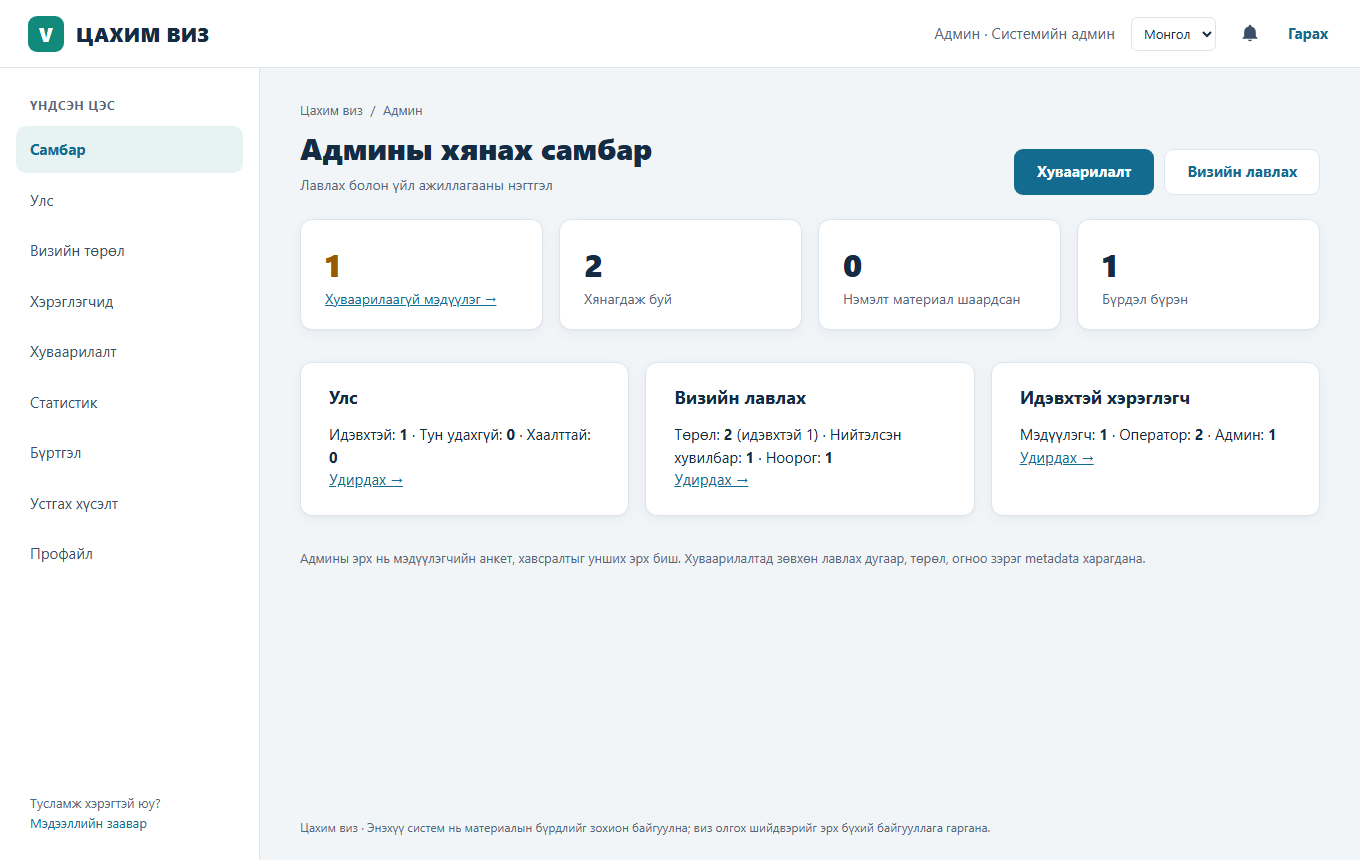 V ЦАХИМ ВИЗ
Админ · Системийн админ
Монгол
Гарах
ҮНДСЭН ЦЭС
Самбар
Улс
Визийн төрөл
Хэрэглэгчид
Хуваарилалт
Статистик
Бүртгэл
Устгах хүсэлт
Профайл
Тусламж хэрэгтэй юу?
Мэдээллийн заавар
Цахим виз / Админ
Админы хянах самбар
Лавлах болон үйл ажиллагааны нэгтгэл
Хуваарилалт
Визийн лавлах
1
Хуваарилаагүй мэдүүлэг →
2
Хянагдаж буй
0
Нэмэлт материал шаардсан
1
Бүрдэл бүрэн
Улс
Идэвхтэй: 1 · Тун удахгүй: 0 · Хаалттай:
0
Удирдах →
Визийн лавлах
Төрөл: 2 (идэвхтэй 1) · Нийтэлсэн
хувилбар: 1 · Ноорог: 1
Удирдах →
Идэвхтэй хэрэглэгч
Мэдүүлэгч: 1 · Оператор: 2 · Админ: 1
Удирдах →
Админы эрх нь мэдүүлэгчийн анкет, хавсралтыг унших эрх биш. Хуваарилалтад зөвхөн лавлах дугаар, төрөл, огноо зэрэг metadata харагдана.
Цахим виз · Энэхүү систем нь материалын бүрдлийг зохион байгуулна; виз олгох шийдвэрийг эрх бүхий байгууллага гаргана.